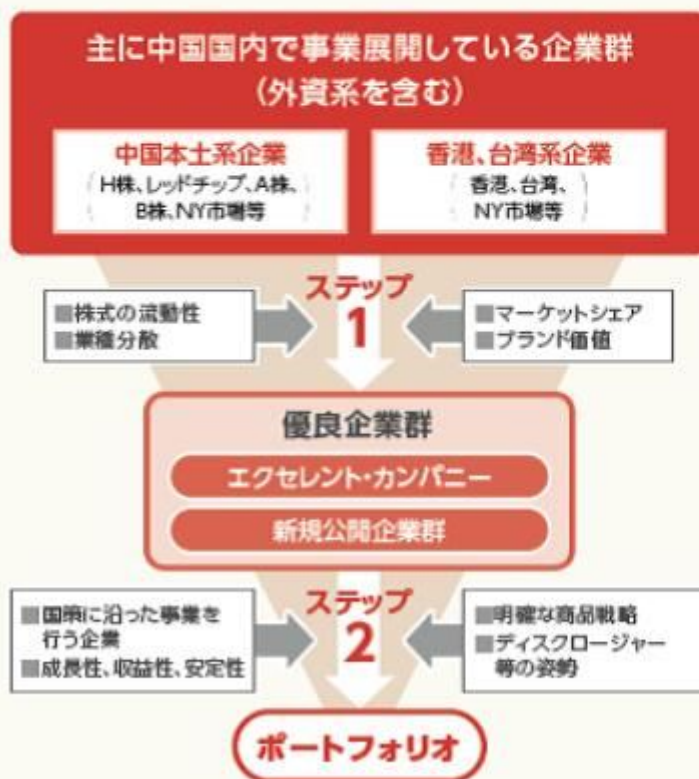 主に中国国内で事業展開している企業群
（外資系を含む）
中国本土系企業
（H株、レッドチップ、A株、
B株、NY市場等）
香港、台湾系企業
（香港、台湾、
NY市場等）
ステップ
1
■株式の流動性
■業種分散
■マーケットシェア
■ブランド価値
優良企業群
エクセレント・カンパニー
新規公開企業群
ステップ
2
■国策に沿った事業を
行う企業
■成長性、収益性、安定性
■明確な商品戦略
■ディスクロージャー
等の姿勢
ポートフォリオ